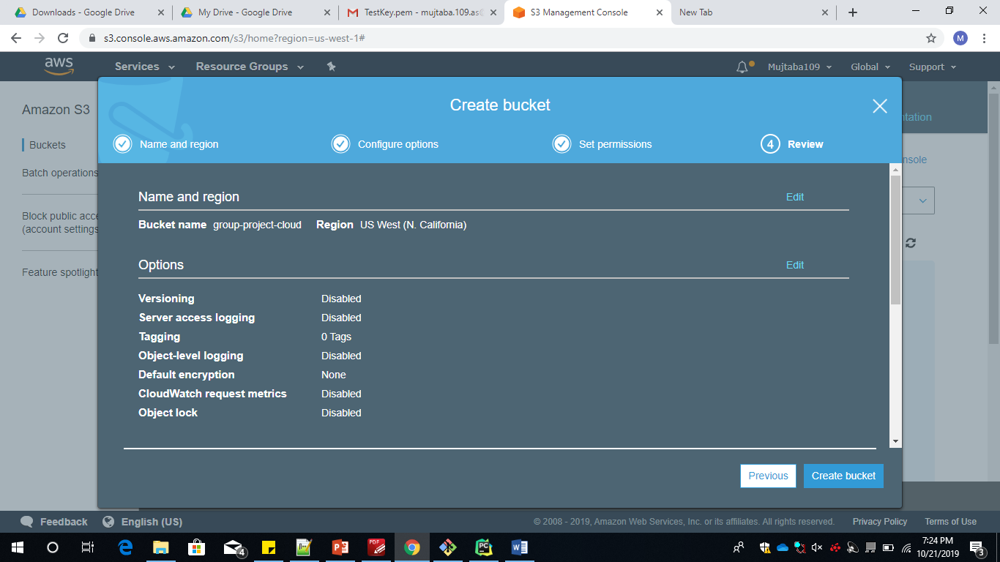 Downloads - Google Drive
My Drive - Google Drive
TestKey.pem - mujtaba.109.as
S3 Management Console
New Tab
s3.console.aws.amazon.com/s3/home?region=us-west-1#
M
aws
Services
Resource Groups
Mujtaba109
Global
Support
Create bucket
Amazon S3
ntation
Name and region
Configure options
Set permissions
4 Review
Buckets
nsole
Batch operations
Name and region
Edit
Block public acce
(account settings
Bucket name group-project-cloud Region US West (N. California)
Options
Edit
Feature spotlight
Versioning Disabled
Server access logging Disabled
Tagging 0 Tags
Object-level logging Disabled
Default encryption None
CloudWatch request metrics Disabled
Object lock Disabled
Previous
Create bucket
Feedback
English (US)
© 2008 - 2019, Amazon Web Services, Inc. or its affiliates. All rights reserved.
Privacy Policy
Terms of Use
4
PDF
PC
7:24 PM
10/21/2019
3